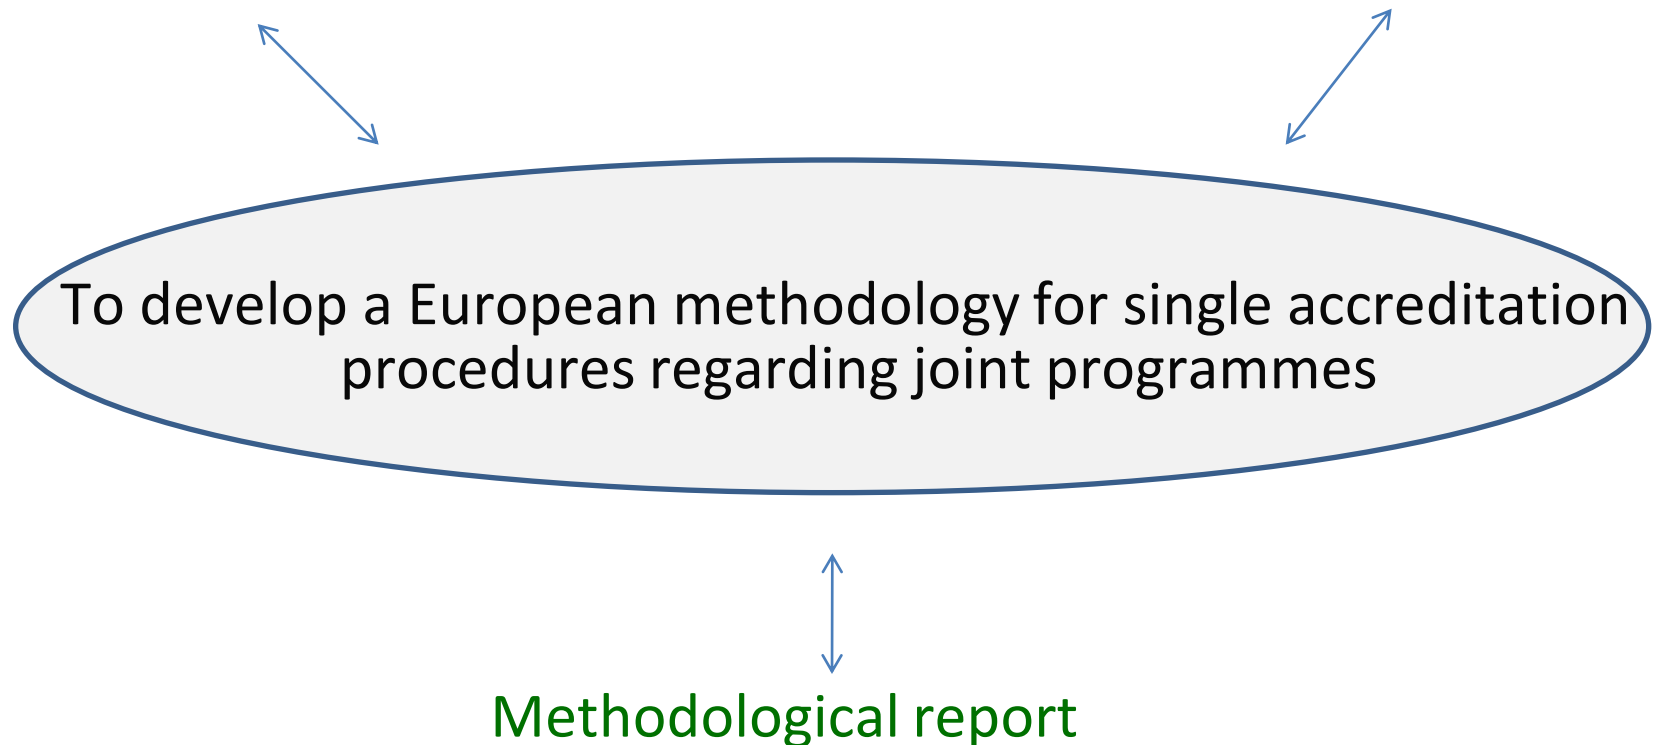 To develop a European methodology for single accreditation
procedures regarding joint programmes
Methodological report